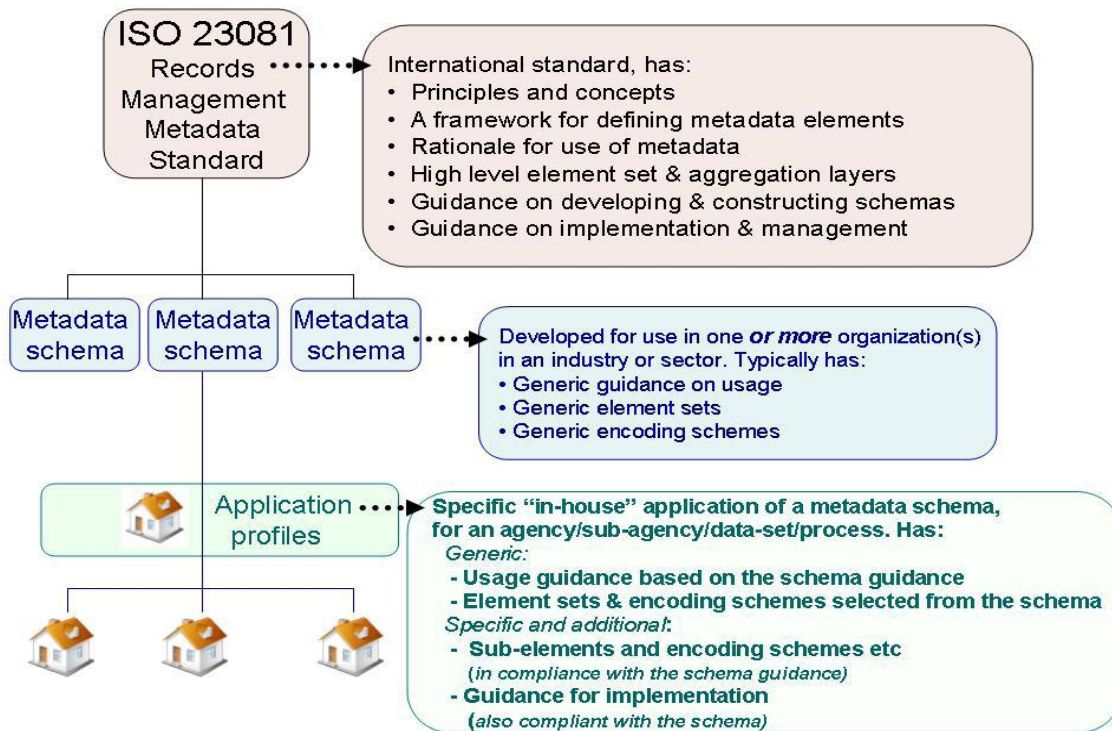 ISO 23081
Records
Management
Metadata
Standard
International standard, has:
• Principles and concepts
• A framework for defining metadata elements
• Rationale for use of metadata
• High level element set & aggregation layers
• Guidance on developing & constructing schemas
• Guidance on implementation & management
Metadata
schema
Metadata
schema
Metadata
schema
Developed for use in one or more organization(s)
in an industry or sector. Typically has:
• Generic guidance on usage
• Generic element sets
• Generic encoding schemes
Application
profiles
Specific “in-house” application of a metadata schema,
for an agency/sub-agency/data-set/process. Has:
Generic:
- Usage guidance based on the schema guidance
- Element sets & encoding schemes selected from the schema
Specific and additional:
- Sub-elements and encoding schemes etc
(in compliance with the schema guidance)
- Guidance for implementation
(also compliant with the schema)